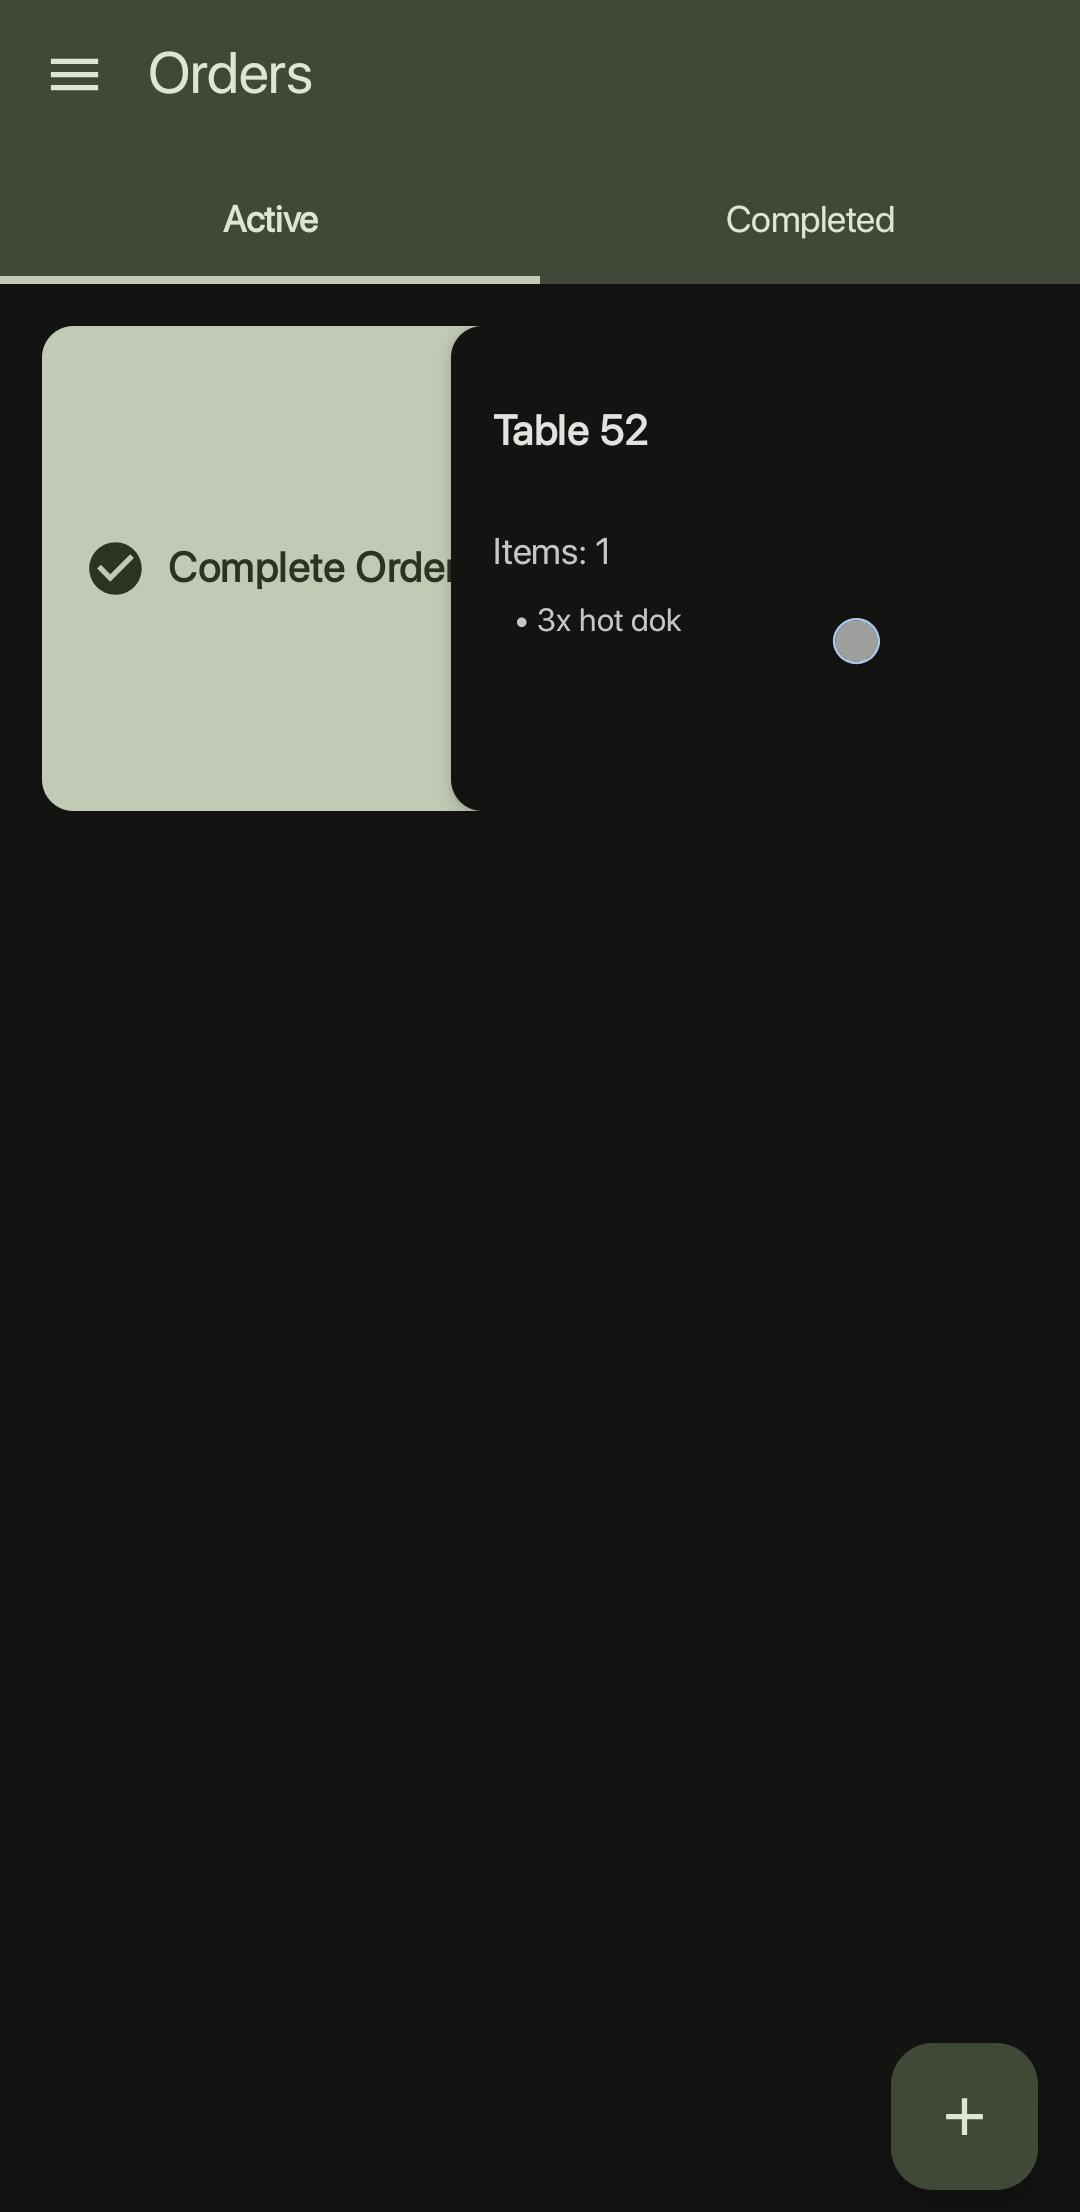 Orders
Active
Completed
Table 52
Complete Order
Items: 1
• 3x hot dok